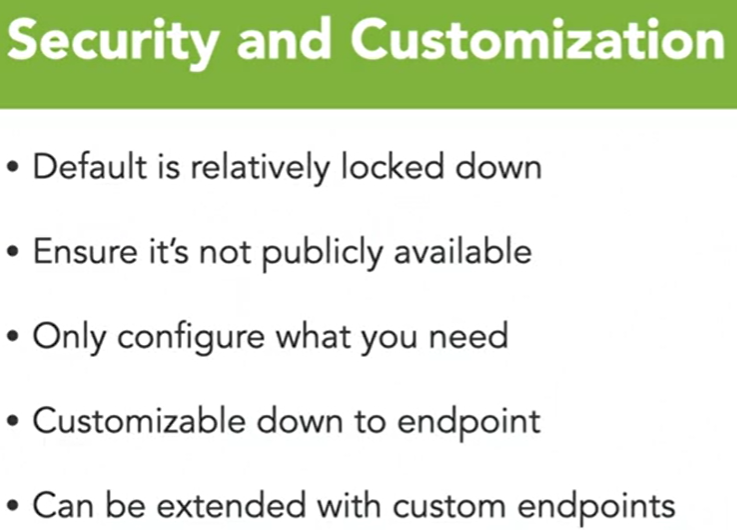 Security and Customization
• Default is relatively locked down
• Ensure it's not publicly available
• Only configure what you need
• Customizable down to endpoint
• Can be extended with custom endpoints